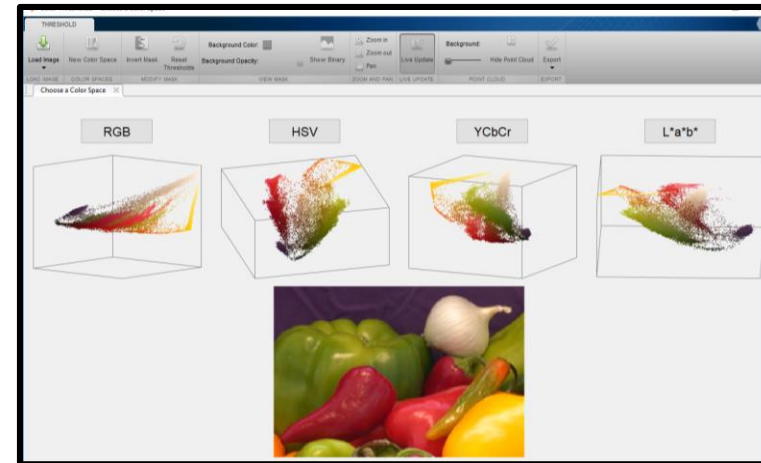 THRESHOLD
Load Image
New Color Space
Invert Mask
Reset Thresholds
Background Color:
Background Opacity:
Show Binary
Zoom in
Zoom out
Pan
Live Update
Background:
Hide Point Cloud
Export
LOAD IMAGE
COLOR SPACES
MODIFY MASK
VIEW MASK
ZOOM AND PAN
LIVE UPDATE
POINT CLOUD
EXPORT
Choose a Color Space
RGB
HSV
YCbCr
L*a*b*